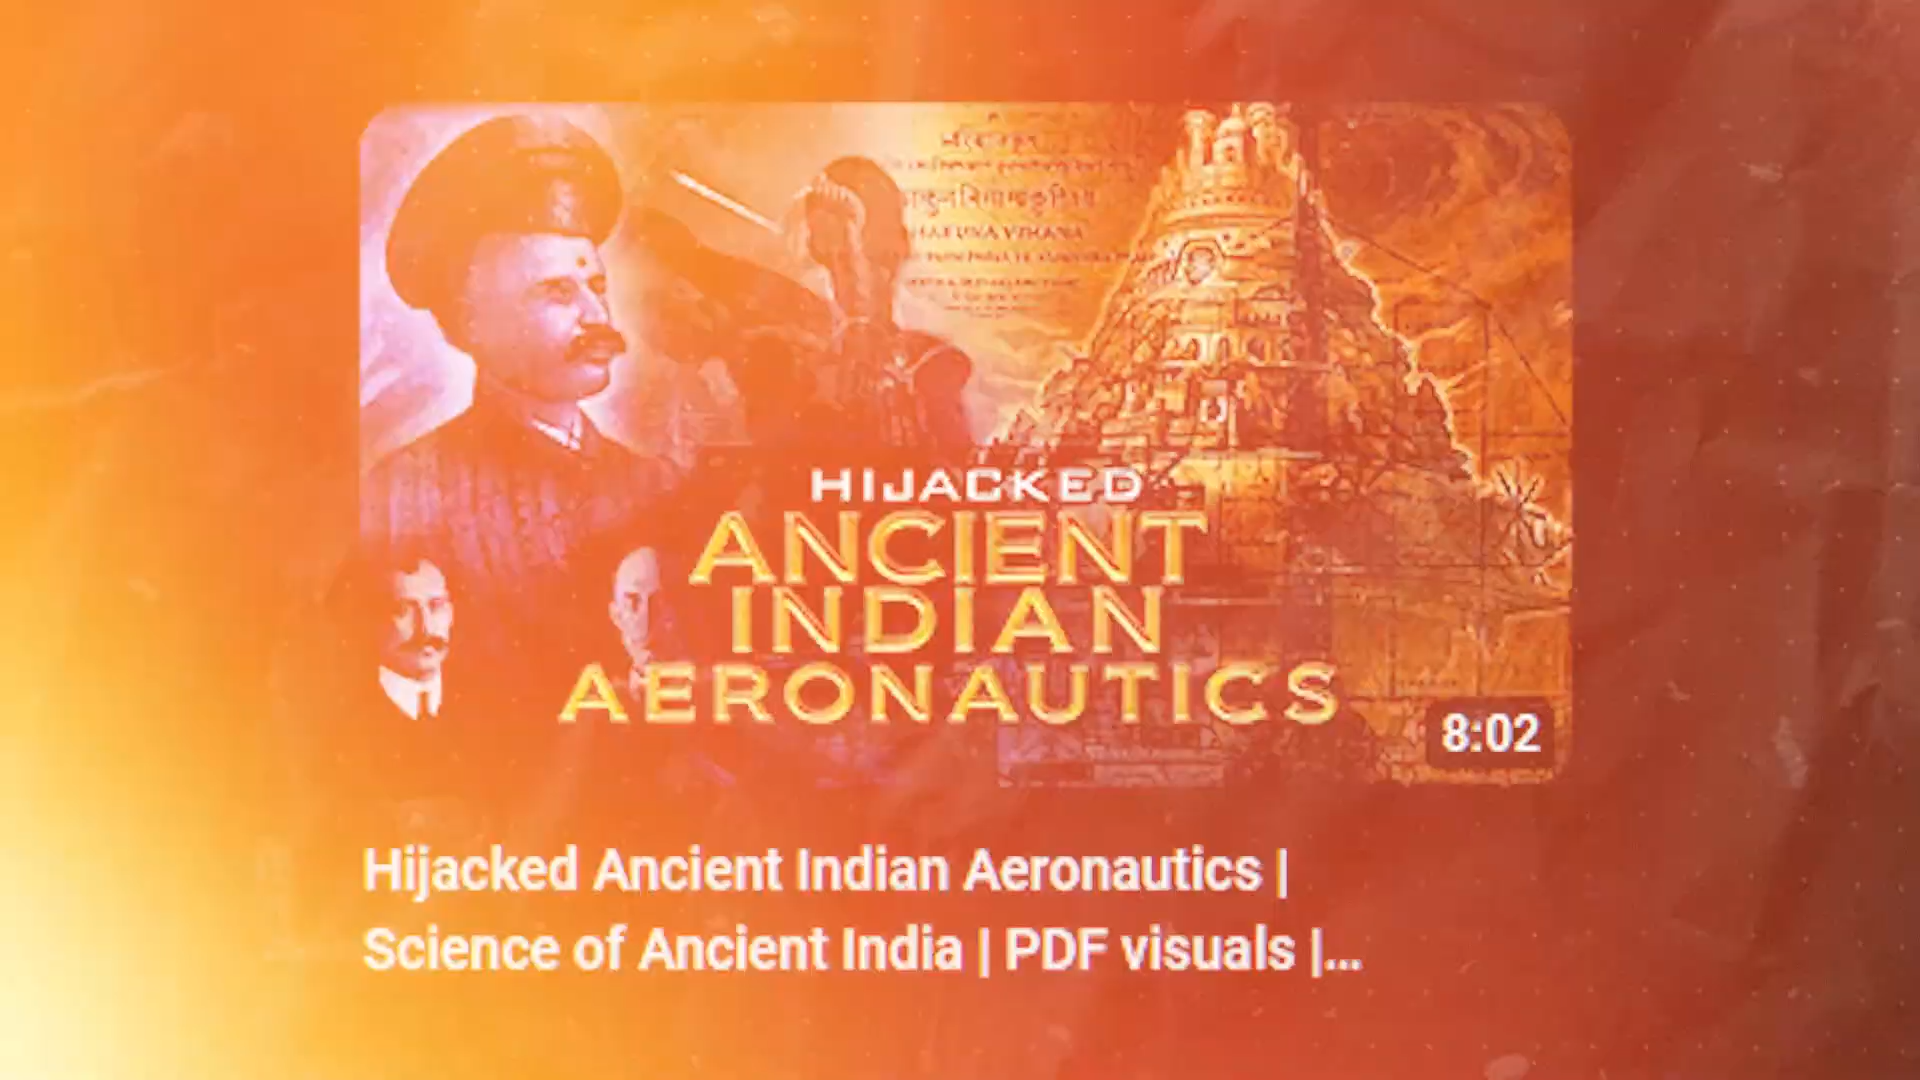 HIJACKED
ANCIENT
INDIAN
AERONAUTICS
8:02
Hijacked Ancient Indian Aeronautics |
Science of Ancient India | PDF visuals |...